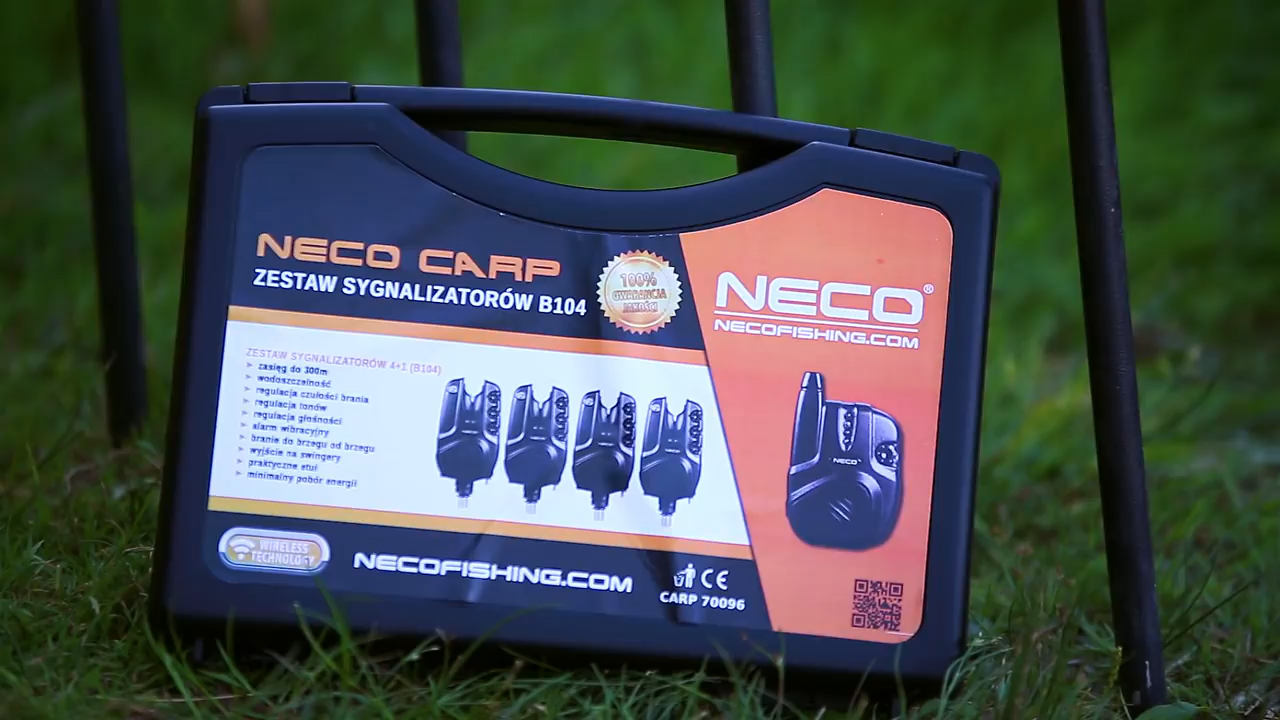 NECO CARP
ZESTAW SYGNALIZATORÓW B104
100%
GWARANCJA
JAKOŚCI
NECO®
NECOFISHING.COM
ZESTAW SYGNALIZATORÓW 4+1 (B104)
zasięg do 300m
wodoszczelność
regulacja czułości brania
regulacja tonów
regulacja głośności
alarm wibracyjny
branie do brzegu od brzegu
wyjście na swingery
praktyczne etui
minimalny pobór energii
NECO
WIRELESS
TECHNOLOGY
NECOFISHING.COM
CE
CARP 70096